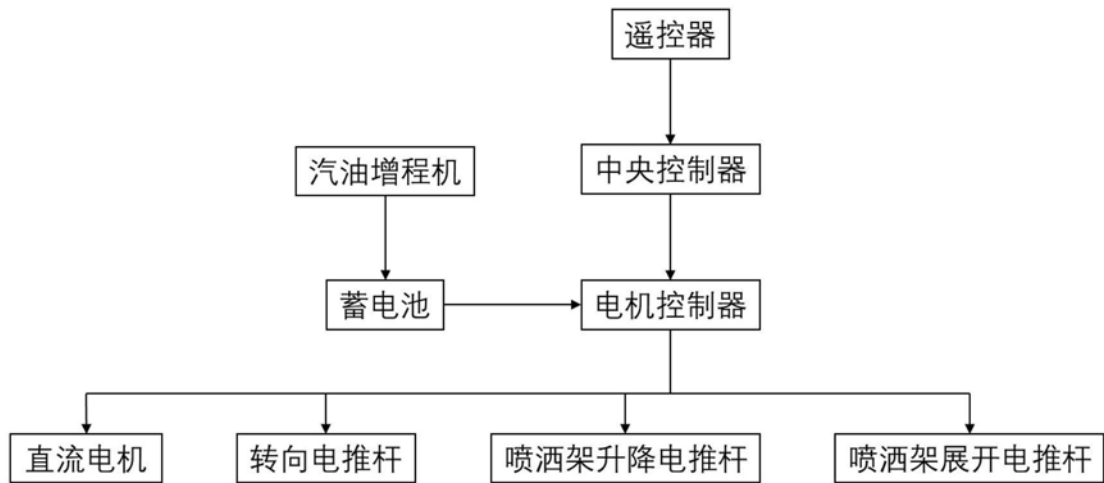 遥控器
汽油增程机
中央控制器
蓄电池
电机控制器
直流电机
转向电推杆
喷洒架升降电推杆
喷洒架展开电推杆